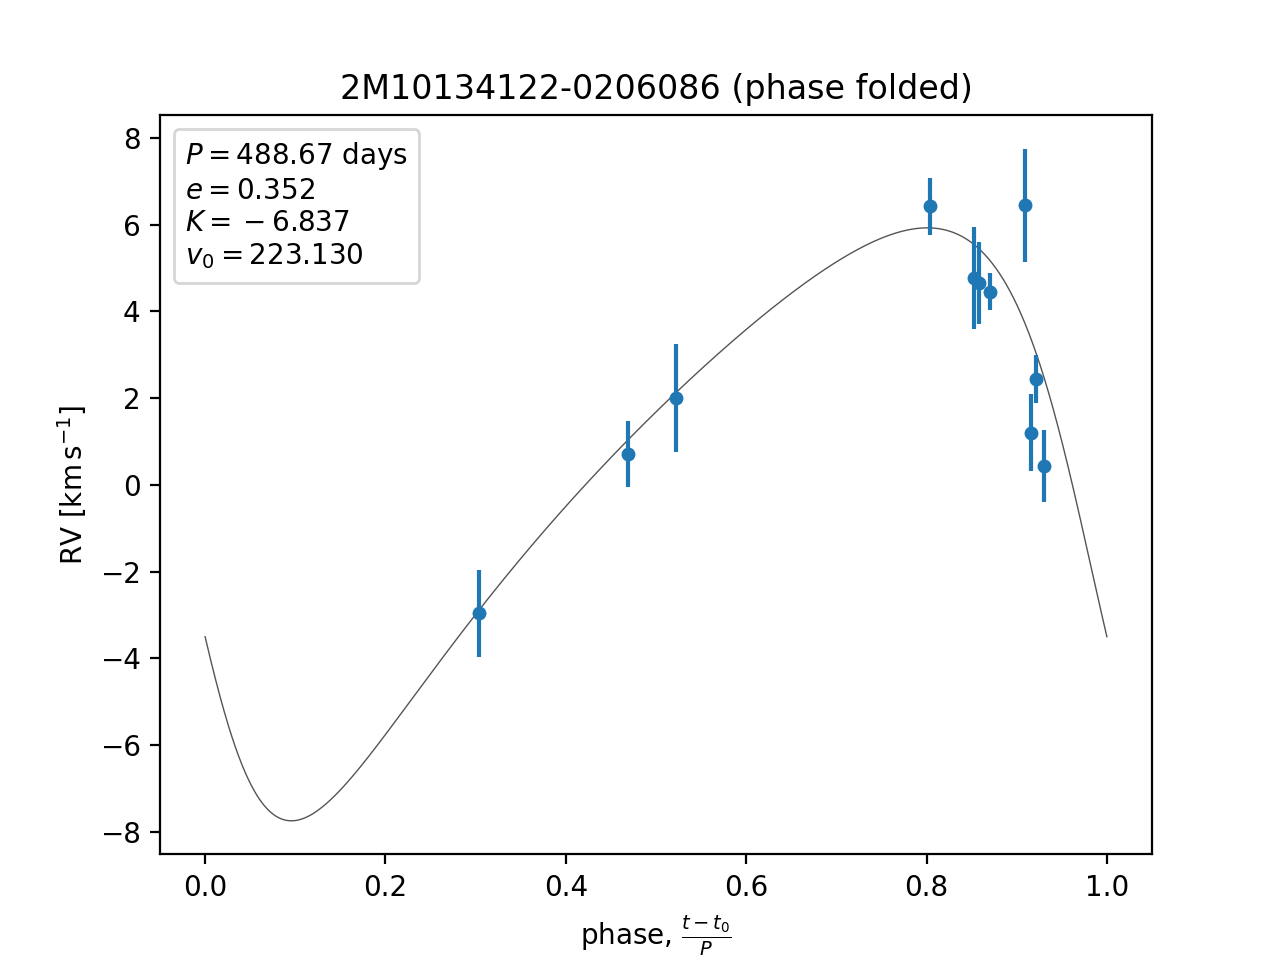 2M10134122-0206086 (phase folded)
P = 488.67 days
e = 0.352
K = −6.837
v₀ = 223.130
8
6
4
2
0
−2
−4
−6
−8
RV [km s⁻¹]
0.0 0.2 0.4 0.6 0.8 1.0
phase, (t − t₀)/P